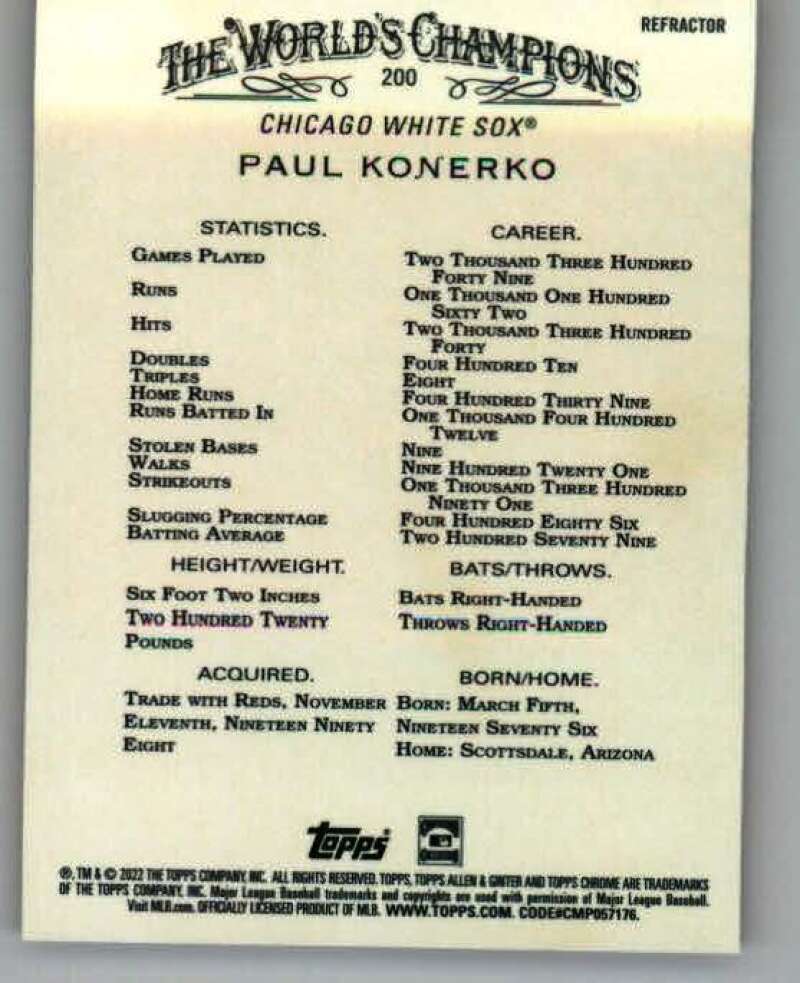 REFRACTOR
THE WORLD'S CHAMPIONS
200
CHICAGO WHITE SOX®
PAUL KONERKO
STATISTICS. CAREER.
GAMES PLAYED TWO THOUSAND THREE HUNDRED
FORTY NINE
RUNS ONE THOUSAND ONE HUNDRED
SIXTY TWO
HITS TWO THOUSAND THREE HUNDRED
FORTY
DOUBLES FOUR HUNDRED TEN
TRIPLES EIGHT
HOME RUNS FOUR HUNDRED THIRTY NINE
RUNS BATTED IN ONE THOUSAND FOUR HUNDRED
TWELVE
STOLEN BASES NINE
WALKS NINE HUNDRED TWENTY ONE
STRIKEOUTS ONE THOUSAND THREE HUNDRED
NINETY ONE
SLUGGING PERCENTAGE FOUR HUNDRED EIGHTY SIX
BATTING AVERAGE TWO HUNDRED SEVENTY NINE
HEIGHT/WEIGHT. BATS/THROWS.
SIX FOOT TWO INCHES BATS RIGHT-HANDED
TWO HUNDRED TWENTY THROWS RIGHT-HANDED
POUNDS
ACQUIRED. BORN/HOME.
TRADE WITH REDS, NOVEMBER BORN: MARCH FIFTH,
ELEVENTH, NINETEEN NINETY NINETEEN SEVENTY SIX
EIGHT HOME: SCOTTSDALE, ARIZONA
topps®
®, TM & © 2022 THE TOPPS COMPANY, INC. ALL RIGHTS RESERVED. TOPPS, TOPPS ALLEN & GINTER AND TOPPS CHROME ARE TRADEMARKS
OF THE TOPPS COMPANY, INC. Major League Baseball trademarks and copyrights are used with permission of Major League Baseball.
Visit MLB.com. OFFICIALLY LICENSED PRODUCT OF MLB. WWW.TOPPS.COM. CODE#CMP057176.